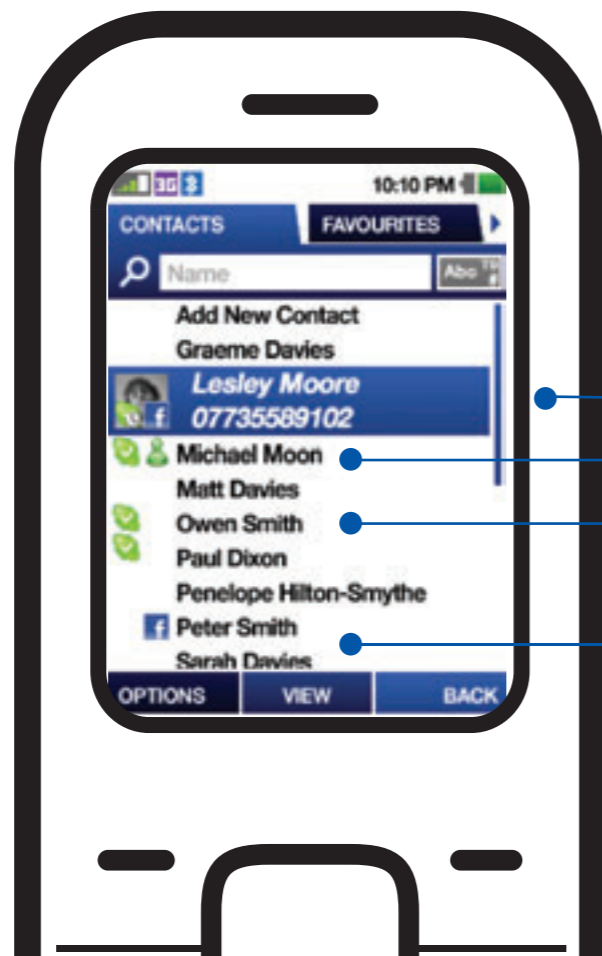 3G
10:10 PM
CONTACTS
FAVOURITES
Name
Abc
Add New Contact
Graeme Davies
Lesley Moore
f 07735589102
Michael Moon
Matt Davies
Owen Smith
Paul Dixon
Penelope Hilton-Smythe
f Peter Smith
Sarah Davies
OPTIONS VIEW BACK